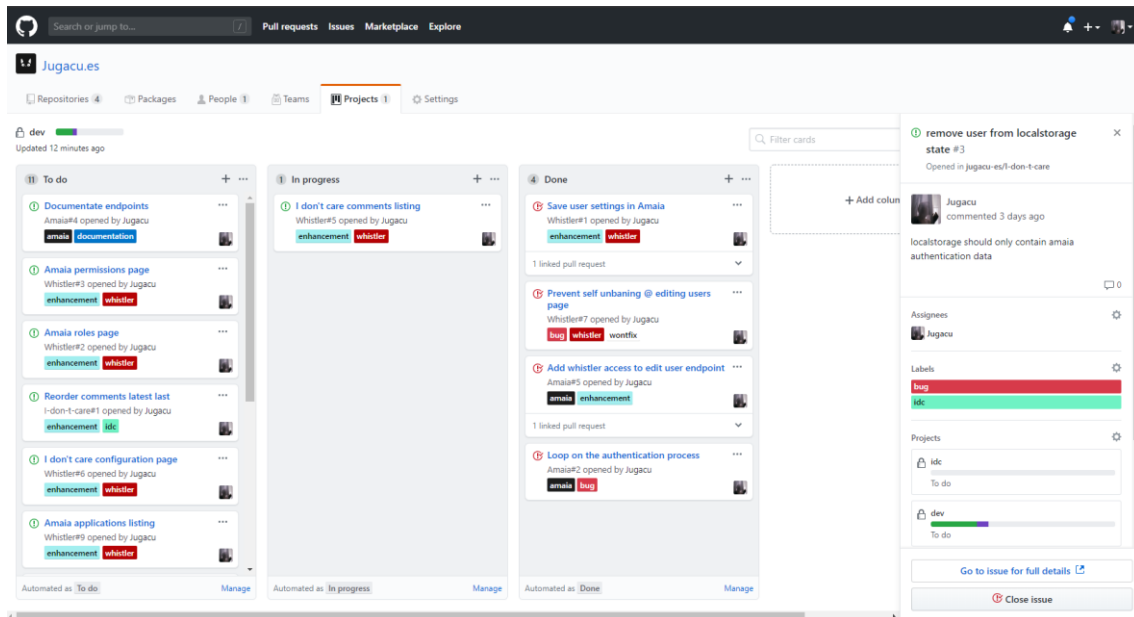 Search or jump to... /
Pull requests Issues Marketplace Explore
Jugacu.es
Repositories 4 Packages People 1 Teams Projects 1 Settings
dev
Updated 12 minutes ago
Filter cards
11 To do
Documentate endpoints
Amaia#4 opened by Jugacu
amaia documentation
Amaia permissions page
Whistler#3 opened by Jugacu
enhancement whistler
Amaia roles page
Whistler#2 opened by Jugacu
enhancement whistler
Reorder comments latest last
I-don-t-care#1 opened by Jugacu
enhancement idc
I don't care configuration page
Whistler#6 opened by Jugacu
enhancement whistler
Amaia applications listing
Whistler#9 opened by Jugacu
enhancement whistler
Automated as To do Manage
1 In progress
I don't care comments listing
Whistler#5 opened by Jugacu
enhancement whistler
Automated as In progress Manage
4 Done
Save user settings in Amaia
Whistler#1 opened by Jugacu
enhancement whistler
1 linked pull request
Prevent self unbaning @ editing users
page
Whistler#7 opened by Jugacu
bug whistler wontfix
Add whistler access to edit user endpoint
Amaia#5 opened by Jugacu
amaia enhancement
1 linked pull request
Loop on the authentication process
Amaia#2 opened by Jugacu
amaia bug
Automated as Done Manage
+ Add colum
remove user from localstorage
state #3
Opened in jugacu-es/I-don-t-care
Jugacu
commented 3 days ago
localstorage should only contain amaia
authentication data
0
Assignees
Jugacu
Labels
bug
idc
Projects
idc
To do
dev
To do
Go to issue for full details
Close issue